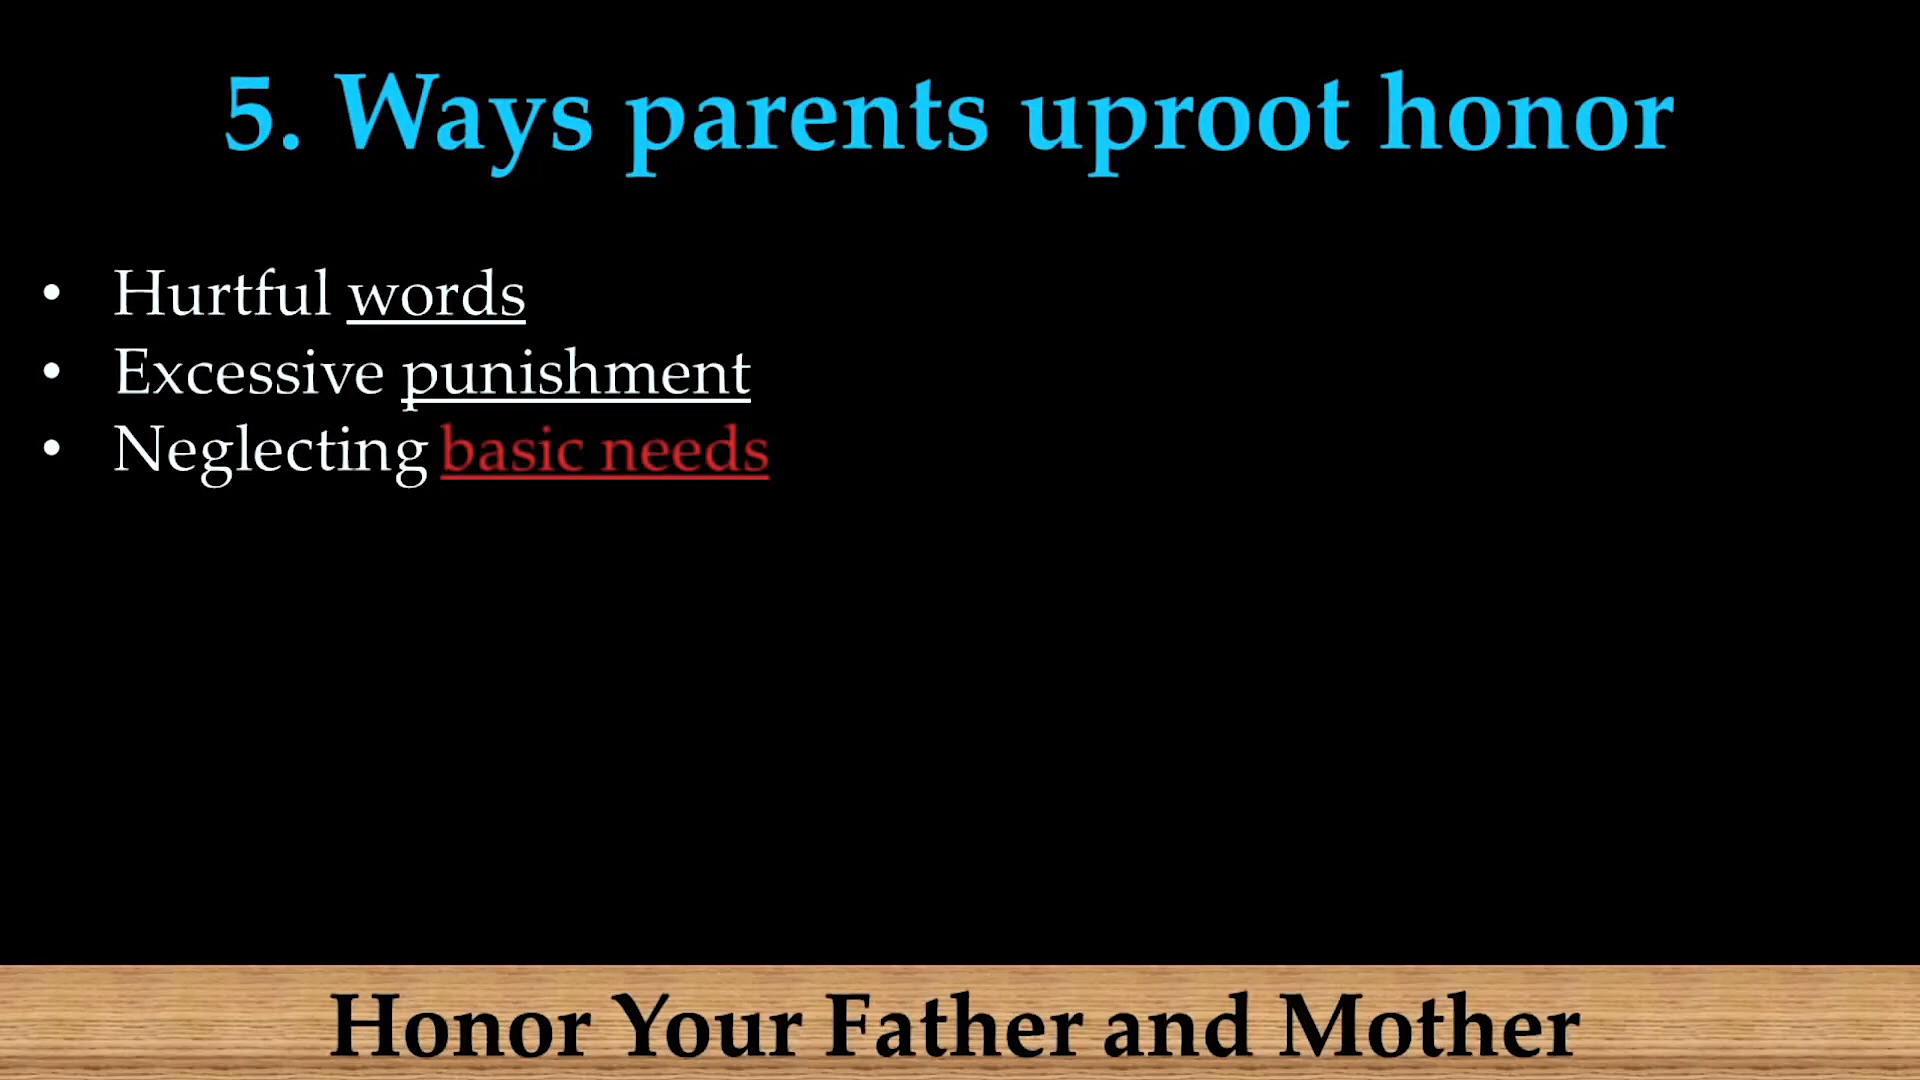 5. Ways parents uproot honor
• Hurtful words
• Excessive punishment
• Neglecting basic needs
Honor Your Father and Mother